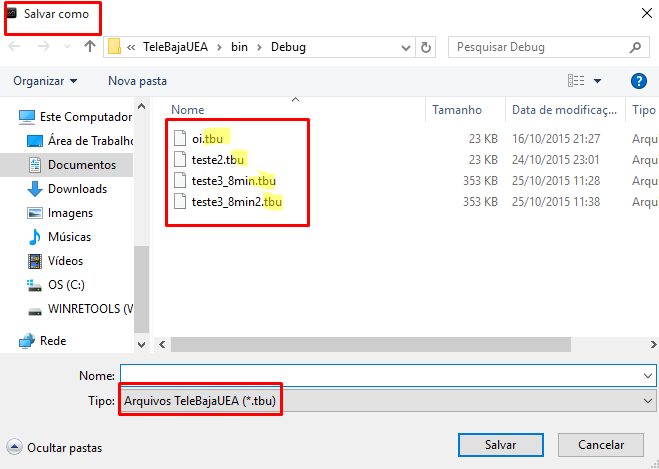 Salvar como
« TeleBajaUEA › bin › Debug
Pesquisar Debug
Organizar Nova pasta
?
Nome Tamanho Data de modificaç... Tipo
oi.tbu 23 KB 16/10/2015 21:27 Arqu
teste2.tbu 23 KB 24/10/2015 23:01 Arqu
teste3_8min.tbu 353 KB 25/10/2015 11:28 Arqu
teste3_8min2.tbu 353 KB 25/10/2015 11:38 Arqu
Este Computador
Área de Trabalho
Documentos
Downloads
Imagens
Músicas
Vídeos
OS (C:)
WINRETOOLS (W
Rede
Nome:
Tipo: Arquivos TeleBajaUEA (*.tbu)
Ocultar pastas
Salvar Cancelar